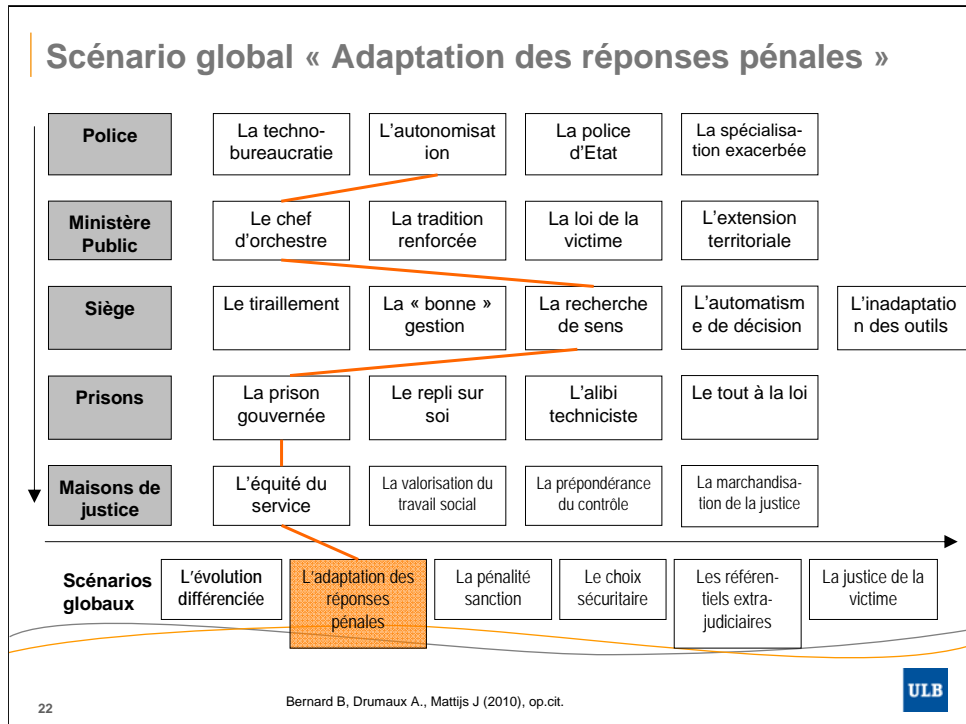 Scénario global « Adaptation des réponses pénales »
Police
La techno-
bureaucratie
L'autonomisat
ion
La police
d'Etat
La spécialisa-
tion exacerbée
Ministère
Public
Le chef
d'orchestre
La tradition
renforcée
La loi de la
victime
L'extension
territoriale
Siège
Le tiraillement
La « bonne »
gestion
La recherche
de sens
L'automatism
e de décision
L'inadaptatio
n des outils
Prisons
La prison
gouvernée
Le repli sur
soi
L'alibi
techniciste
Le tout à la loi
Maisons de
justice
L'équité du
service
La valorisation du
travail social
La prépondérance
du contrôle
La marchandisa-
tion de la justice
Scénarios
globaux
L'évolution
différenciée
L'adaptation des
réponses
pénales
La pénalité
sanction
Le choix
sécuritaire
Les référen-
tiels extra-
judiciaires
La justice de la
victime
22
Bernard B, Drumaux A., Mattijs J (2010), op.cit.
ULB